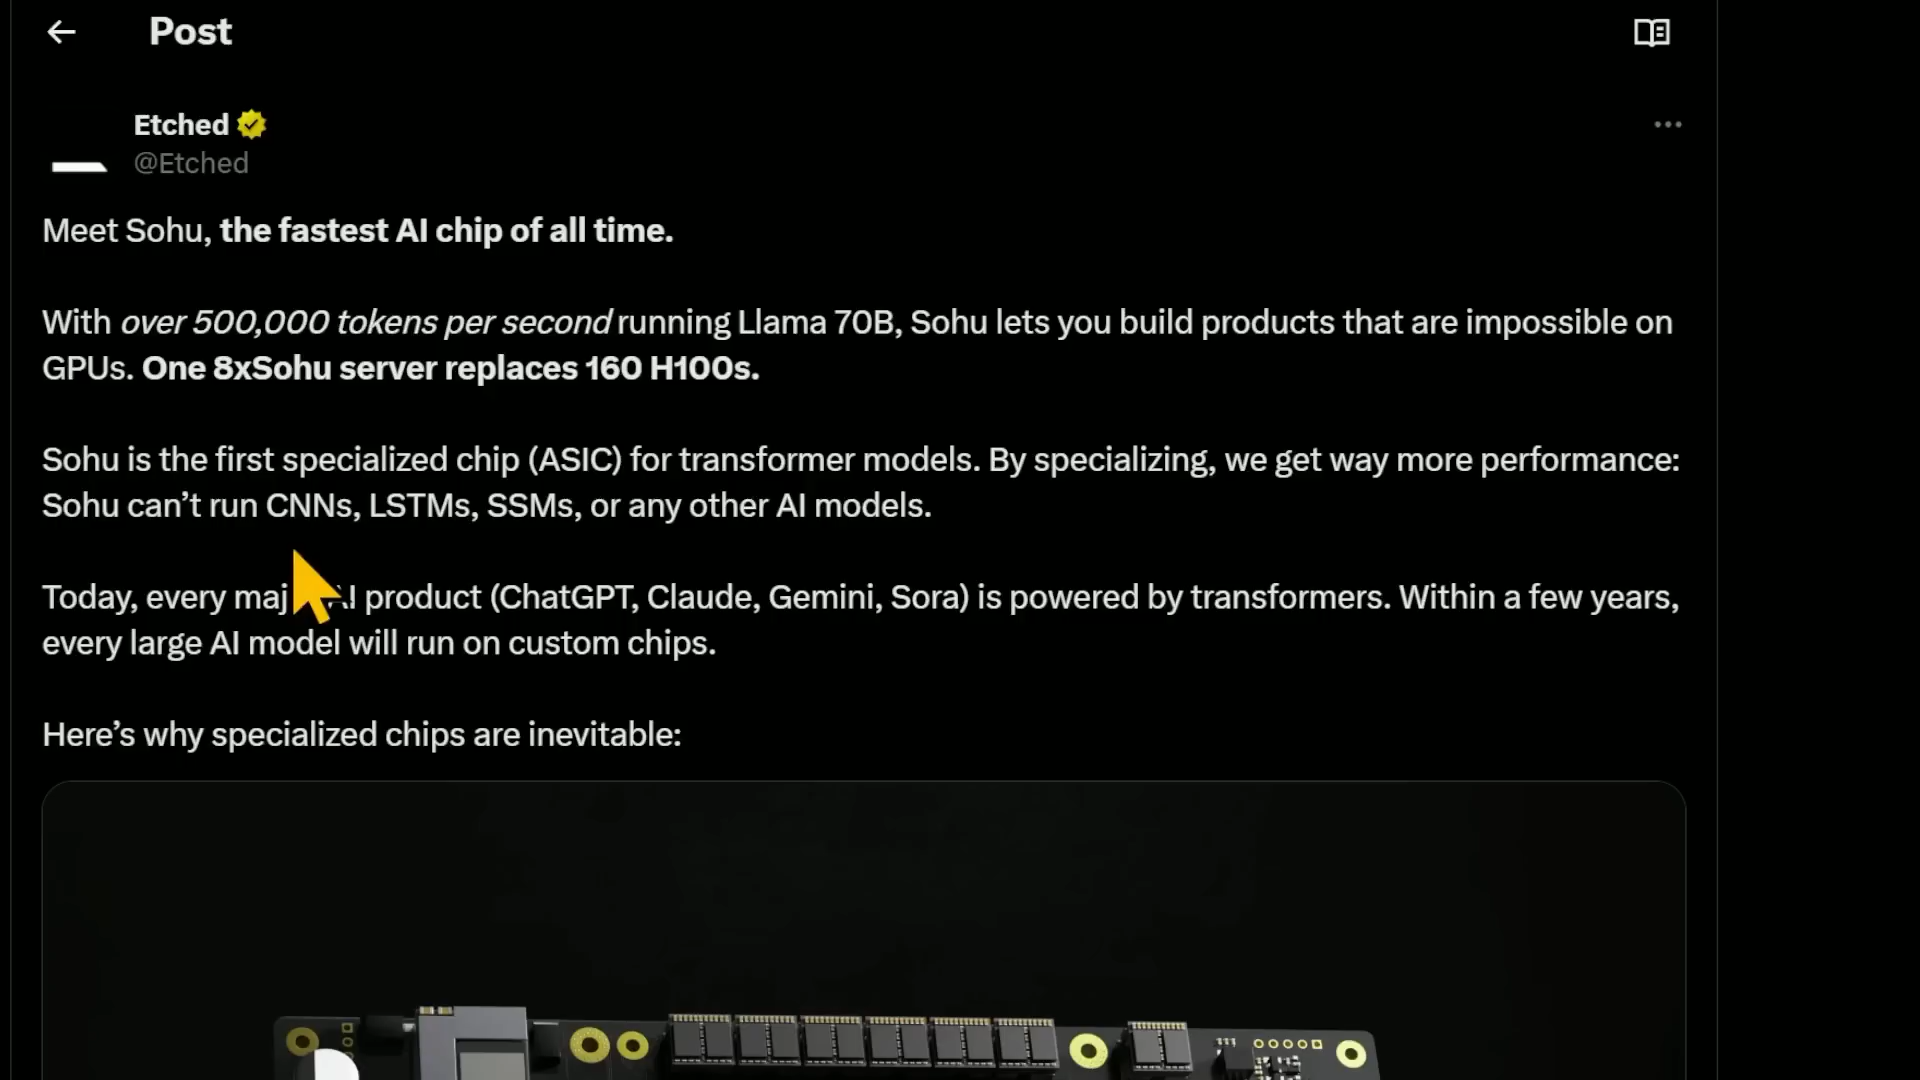 Post
Etched
@Etched
Meet Sohu, the fastest AI chip of all time.
With over 500,000 tokens per second running Llama 70B, Sohu lets you build products that are impossible on
GPUs. One 8xSohu server replaces 160 H100s.
Sohu is the first specialized chip (ASIC) for transformer models. By specializing, we get way more performance:
Sohu can’t run CNNs, LSTMs, SSMs, or any other AI models.
Today, every maj AI product (ChatGPT, Claude, Gemini, Sora) is powered by transformers. Within a few years,
every large AI model will run on custom chips.
Here’s why specialized chips are inevitable: